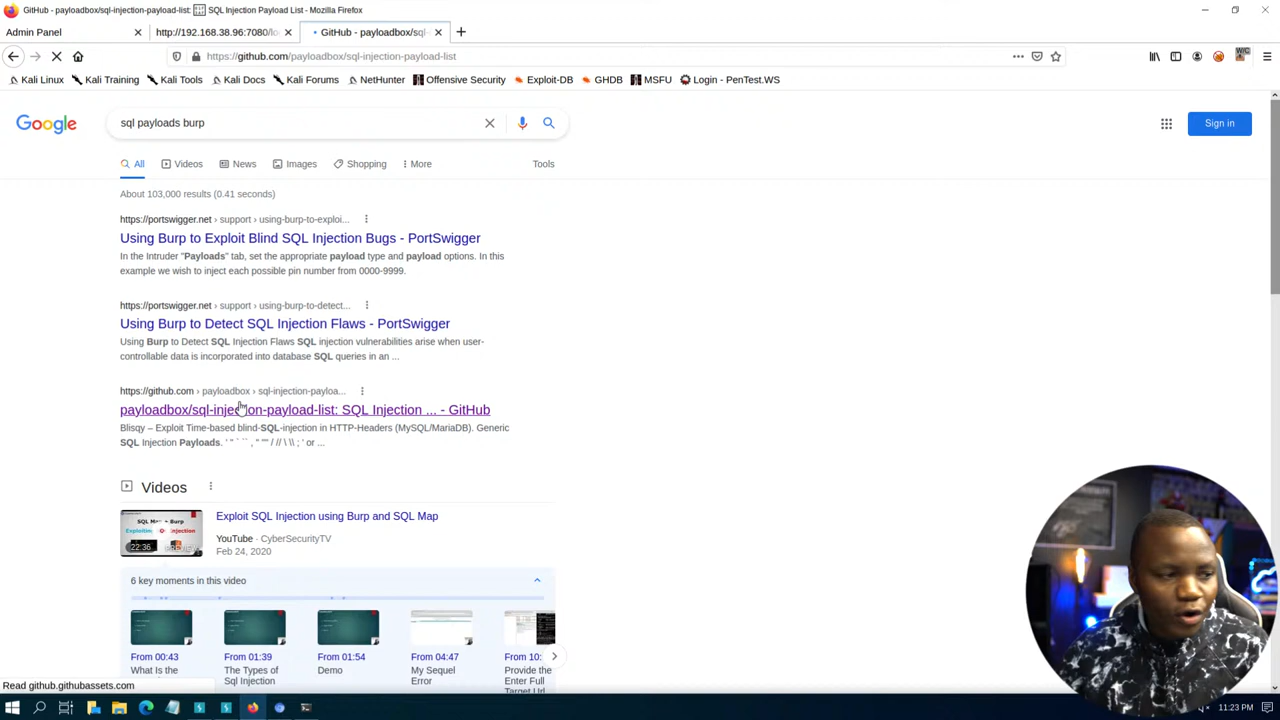 GitHub - payloadbox/sql-injection-payload-list: SQL Injection Payload List - Mozilla Firefox
Admin Panel
http://192.168.38.96:7080/lo
GitHub - payloadbox/sql-
https://github.com/payloadbox/sql-injection-payload-list
Kali Linux
Kali Training
Kali Tools
Kali Docs
Kali Forums
NetHunter
Offensive Security
Exploit-DB
GHDB
MSFU
Login - PenTest.WS
Google
sql payloads burp
Sign in
All
Videos
News
Images
Shopping
More
Tools
About 103,000 results (0.41 seconds)
https://portswigger.net › support › using-burp-to-exploi...
Using Burp to Exploit Blind SQL Injection Bugs - PortSwigger
In the Intruder "Payloads" tab, set the appropriate payload type and payload options. In this
example we wish to inject each possible pin number from 0000-9999.
https://portswigger.net › support › using-burp-to-detect...
Using Burp to Detect SQL Injection Flaws - PortSwigger
Using Burp to Detect SQL Injection Flaws SQL injection vulnerabilities arise when user-
controllable data is incorporated into database SQL queries in an ...
https://github.com › payloadbox › sql-injection-payloa...
payloadbox/sql-injection-payload-list: SQL Injection ... - GitHub
Blisqy – Exploit Time-based blind-SQL-injection in HTTP-Headers (MySQL/MariaDB). Generic
SQL Injection Payloads. ' '' ` `` , " "" / // \ \\ ; ' or ...
Videos
Exploit SQL Injection using Burp and SQL Map
YouTube · CyberSecurityTV
Feb 24, 2020
22:36
PREVIEW
6 key moments in this video
From 00:43
What Is the
From 01:39
The Types of
Sql Injection
From 01:54
Demo
From 04:47
My Sequel
Error
From 10:
Provide the
Enter Full
Target Url
Read github.githubassets.com
11:23 PM